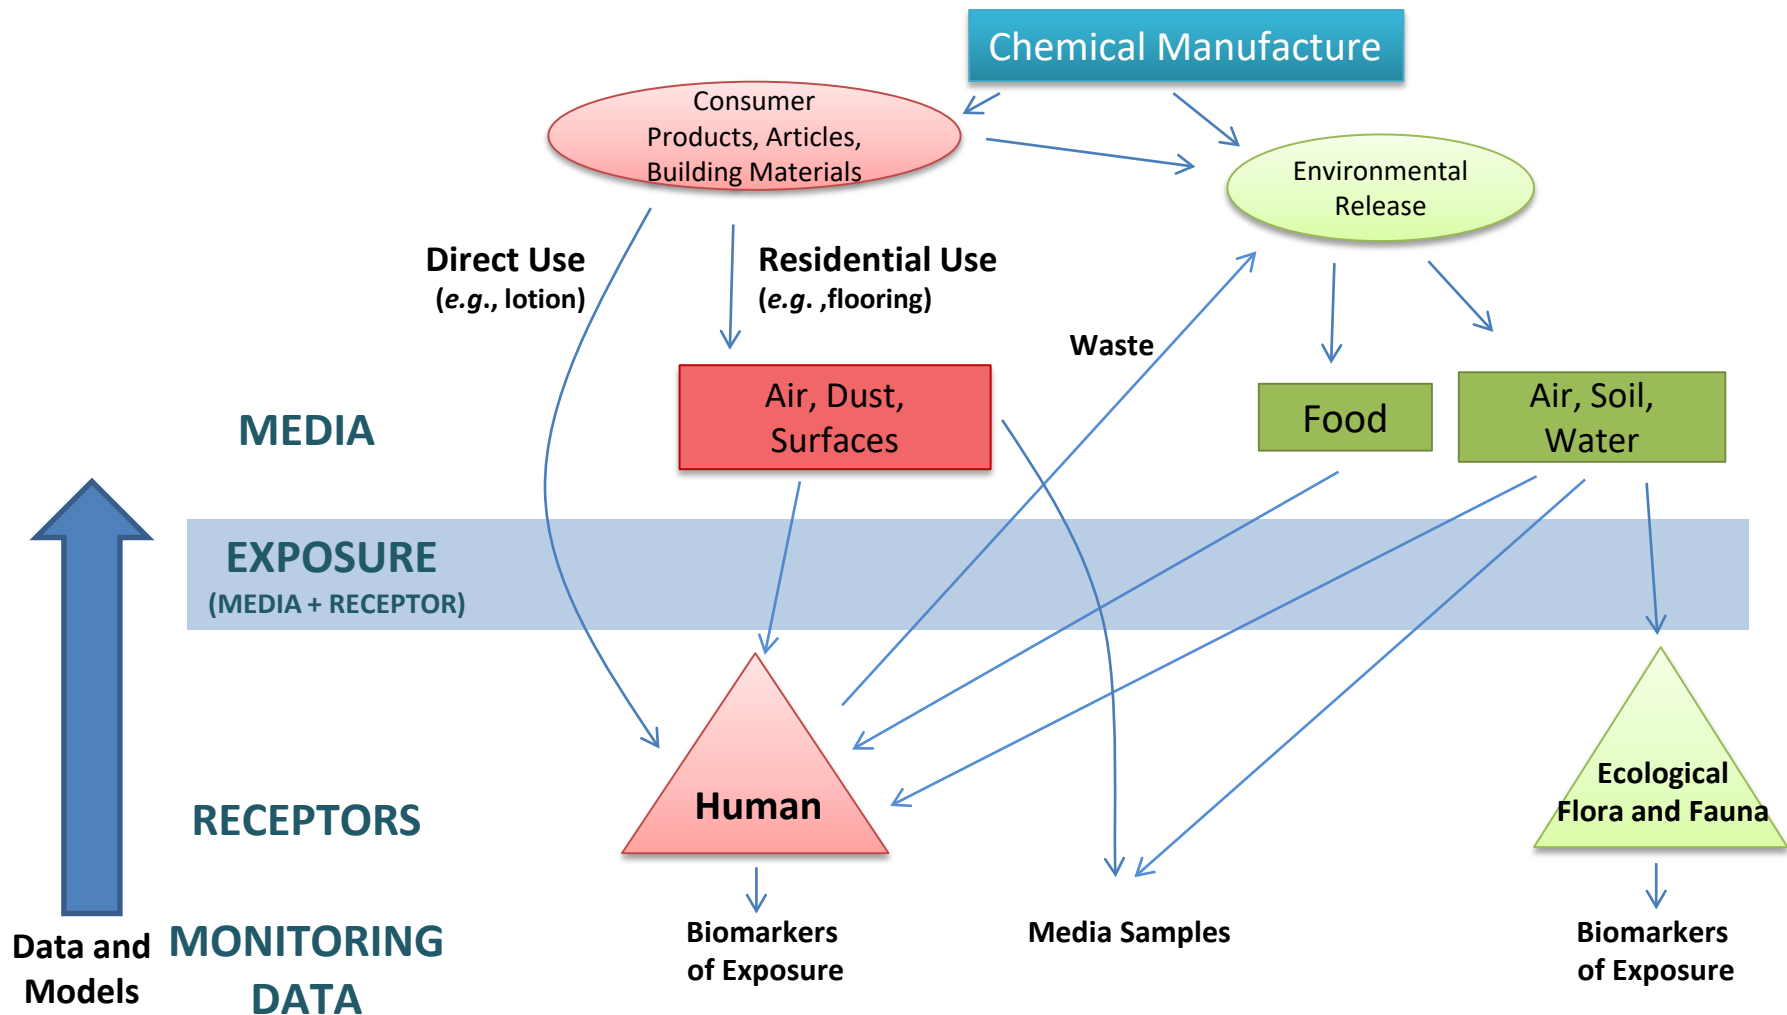 Chemical Manufacture
Consumer
Products, Articles,
Building Materials
Environmental
Release
Direct Use
(e.g., lotion)
Residential Use
(e.g. ,flooring)
Waste
Air, Dust,
Surfaces
Food
Air, Soil,
Water
MEDIA
EXPOSURE
(MEDIA + RECEPTOR)
Human
Ecological
Flora and Fauna
RECEPTORS
Data and
Models
MONITORING
DATA
Biomarkers
of Exposure
Media Samples
Biomarkers
of Exposure